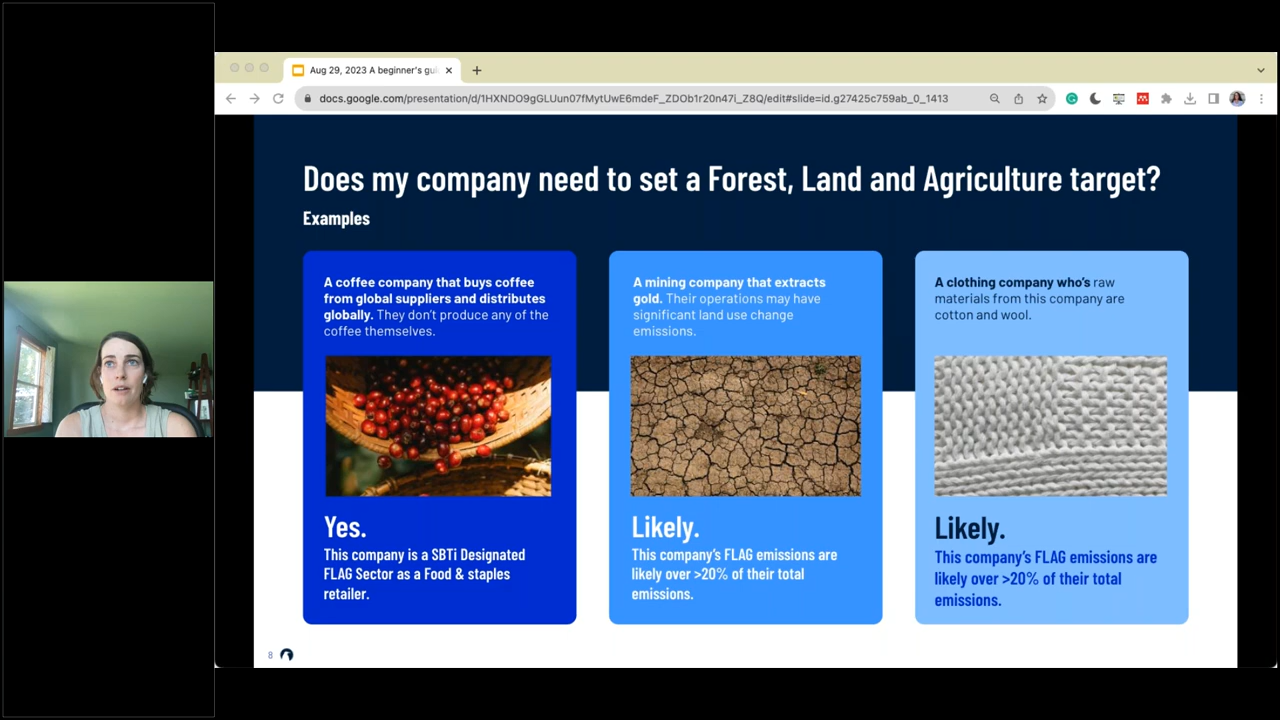 Aug 29, 2023 A beginner's gui
docs.google.com/presentation/d/1HXNDO9gGLUun07fMytUwE6mdeF_ZDOb1r20n47i_Z8Q/edit#slide=id.g27425c759ab_0_1413
Does my company need to set a Forest, Land and Agriculture target?
Examples
A coffee company that buys coffee
from global suppliers and distributes
globally. They don't produce any of the
coffee themselves.
Yes.
This company is a SBTi Designated
FLAG Sector as a Food & staples
retailer.
A mining company that extracts
gold. Their operations may have
significant land use change
emissions.
Likely.
This company's FLAG emissions are
likely over >20% of their total
emissions.
A clothing company who's raw
materials from this company are
cotton and wool.
Likely.
This company's FLAG emissions are
likely over >20% of their total
emissions.
8